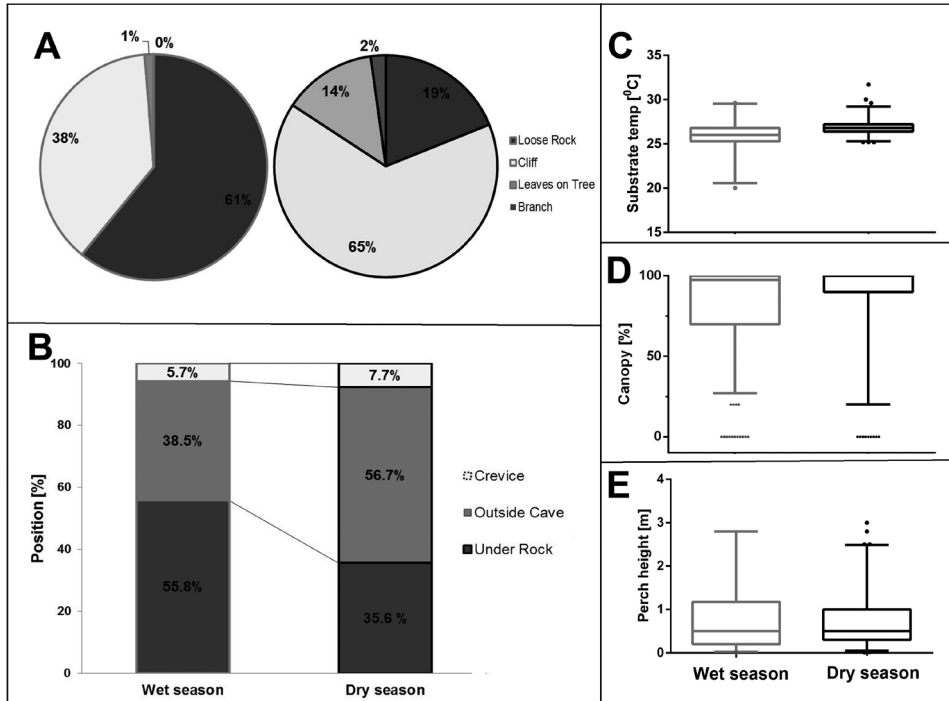 A
1%
0%
38%
61%
2%
14%
19%
65%
Loose Rock
Cliff
Leaves on Tree
Branch
B
Position [%]
100
80
60
40
20
0
5.7%
38.5%
55.8%
7.7%
56.7%
35.6 %
Crevice
Outside Cave
Under Rock
Wet season
Dry season
C
Substrate temp [⁰C]
35
30
25
20
15
D
Canopy [%]
100
50
0
E
Perch height [m]
4
3
2
1
0
Wet season
Dry season